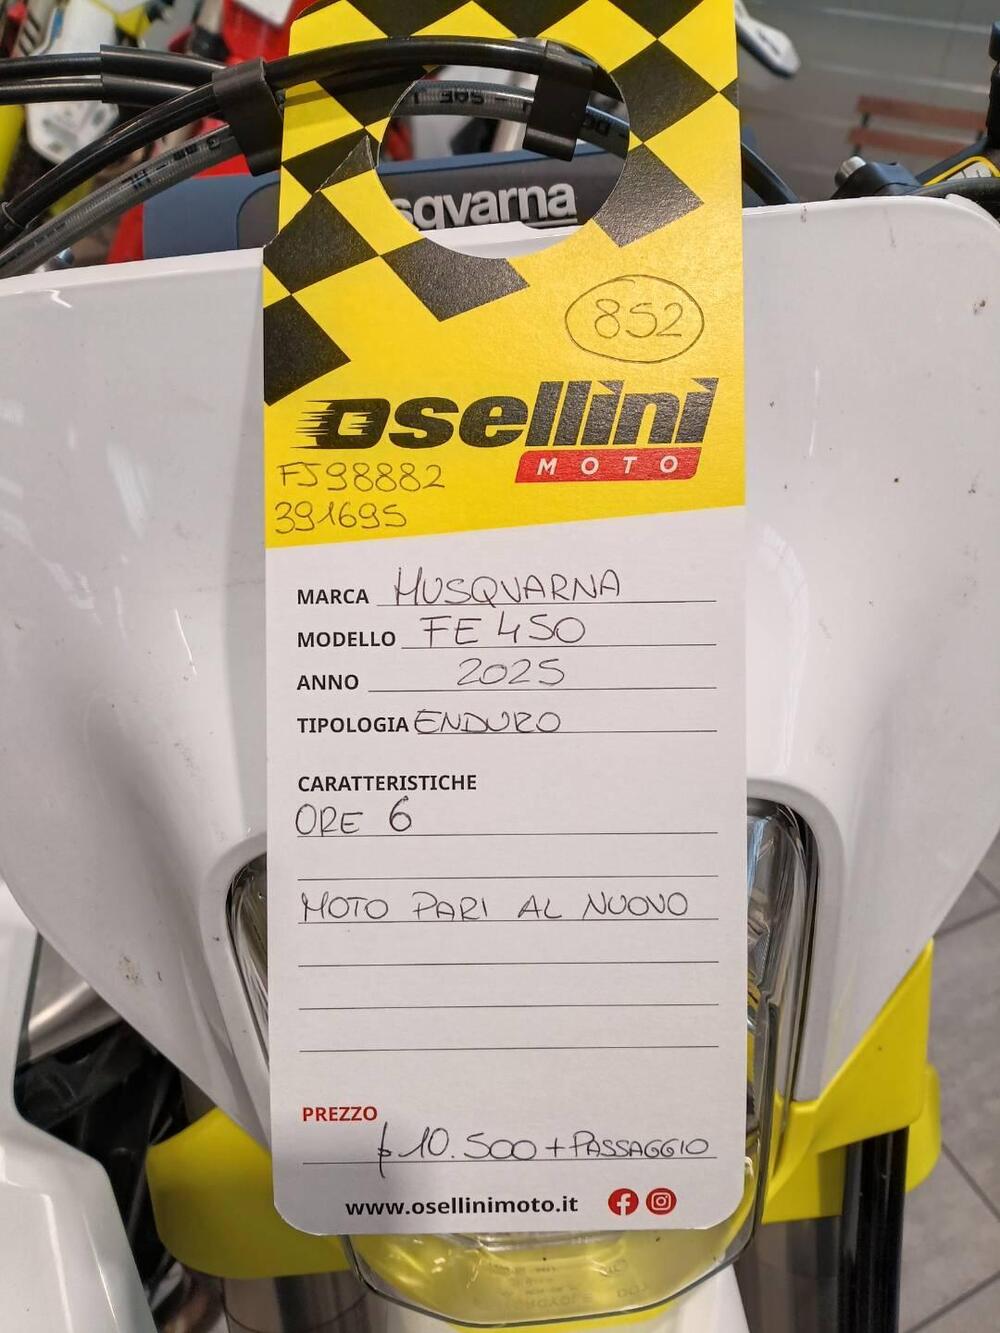 sqvarna
852
Osellini
MOTO
FJ98882
391695
MARCA HUSQVARNA
MODELLO FE 450
ANNO 2025
TIPOLOGIA ENDURO
CARATTERISTICHE
ORE 6
MOTO PARI AL NUOVO
PREZZO
$ 10.500 + PASSAGGIO
www.osellinimoto.it